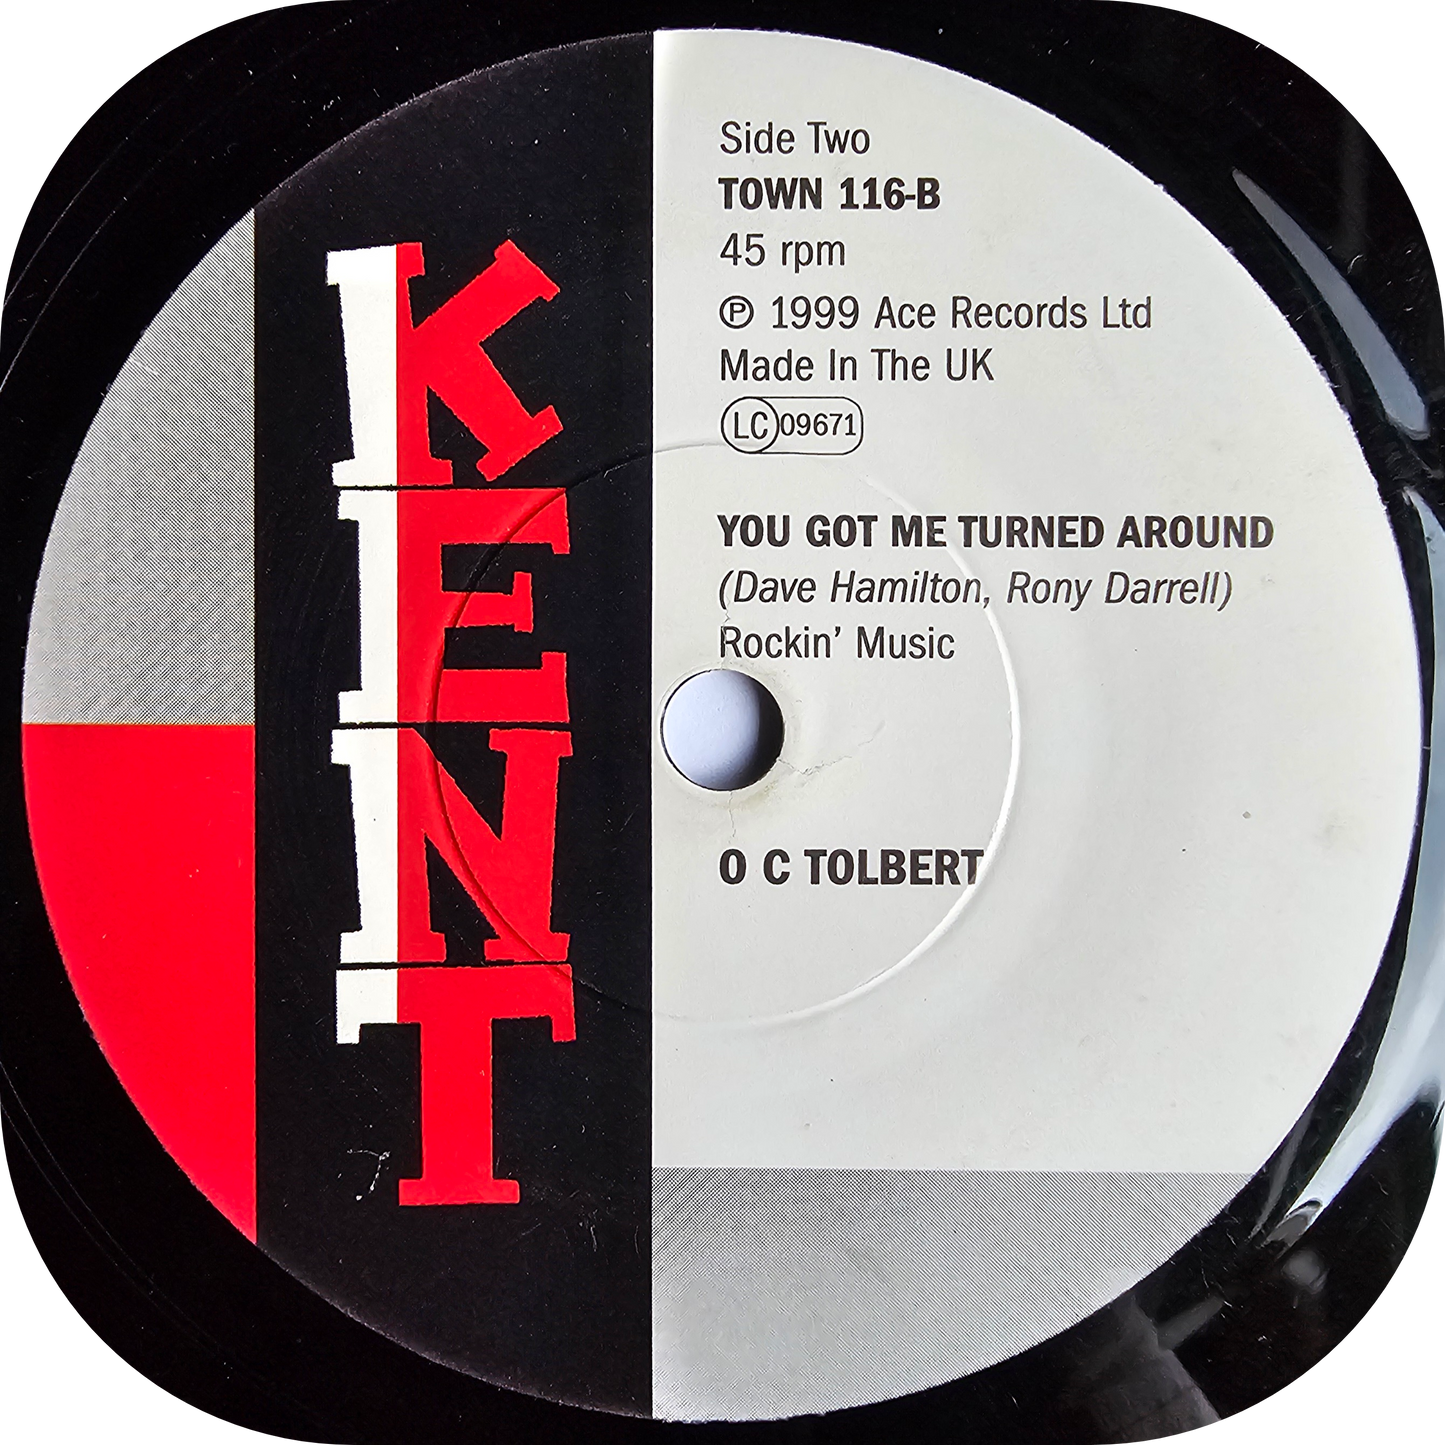 KENT
Side Two
TOWN 116-B
45 rpm
℗ 1999 Ace Records Ltd
Made In The UK
LC 09671
YOU GOT ME TURNED AROUND
(Dave Hamilton, Rony Darrell)
Rockin’ Music
O C TOLBERT